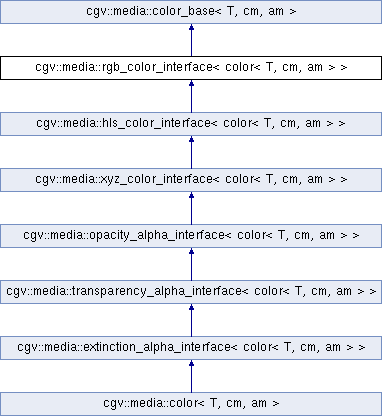 cgv::media::color_base< T, cm, am >
cgv::media::rgb_color_interface< color< T, cm, am > >
cgv::media::hls_color_interface< color< T, cm, am > >
cgv::media::xyz_color_interface< color< T, cm, am > >
cgv::media::opacity_alpha_interface< color< T, cm, am > >
cgv::media::transparency_alpha_interface< color< T, cm, am > >
cgv::media::extinction_alpha_interface< color< T, cm, am > >
cgv::media::color< T, cm, am >